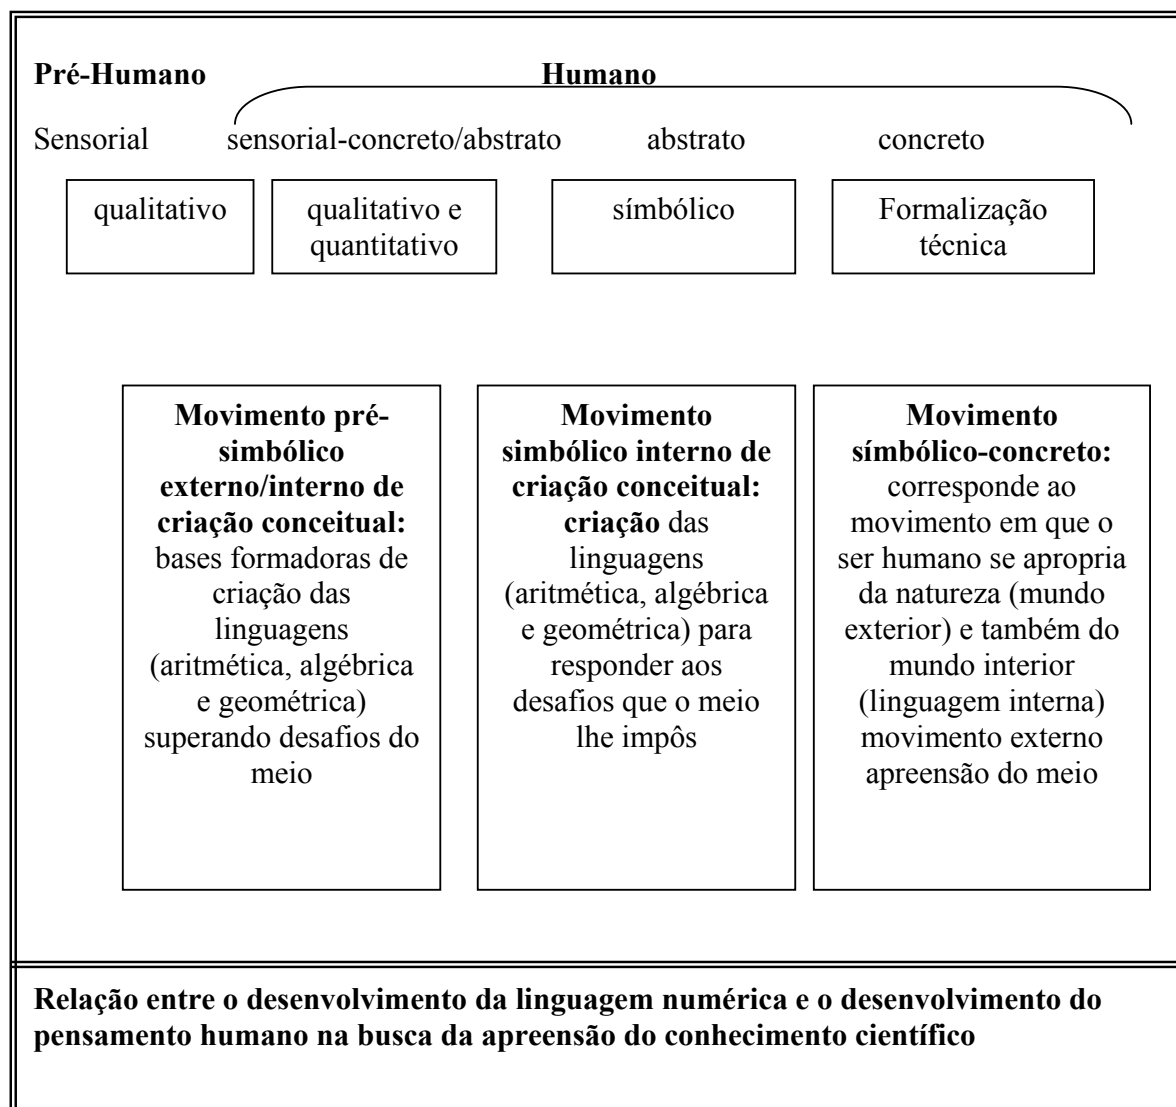 Pré-Humano Humano
Sensorial sensorial-concreto/abstrato abstrato concreto
qualitativo
qualitativo e
quantitativo
símbólico
Formalização
técnica
Movimento pré-
simbólico
externo/interno de
criação conceitual:
bases formadoras de
criação das
linguagens
(aritmética, algébrica
e geométrica)
superando desafios do
meio
Movimento
simbólico interno de
criação conceitual:
criação das
linguagens
(aritmética, algébrica
e geométrica) para
responder aos
desafios que o meio
lhe impôs
Movimento
símbólico-concreto:
corresponde ao
movimento em que o
ser humano se apropria
da natureza (mundo
exterior) e também do
mundo interior
(linguagem interna)
movimento externo
apreensão do meio
Relação entre o desenvolvimento da linguagem numérica e o desenvolvimento do
pensamento humano na busca da apreensão do conhecimento científico